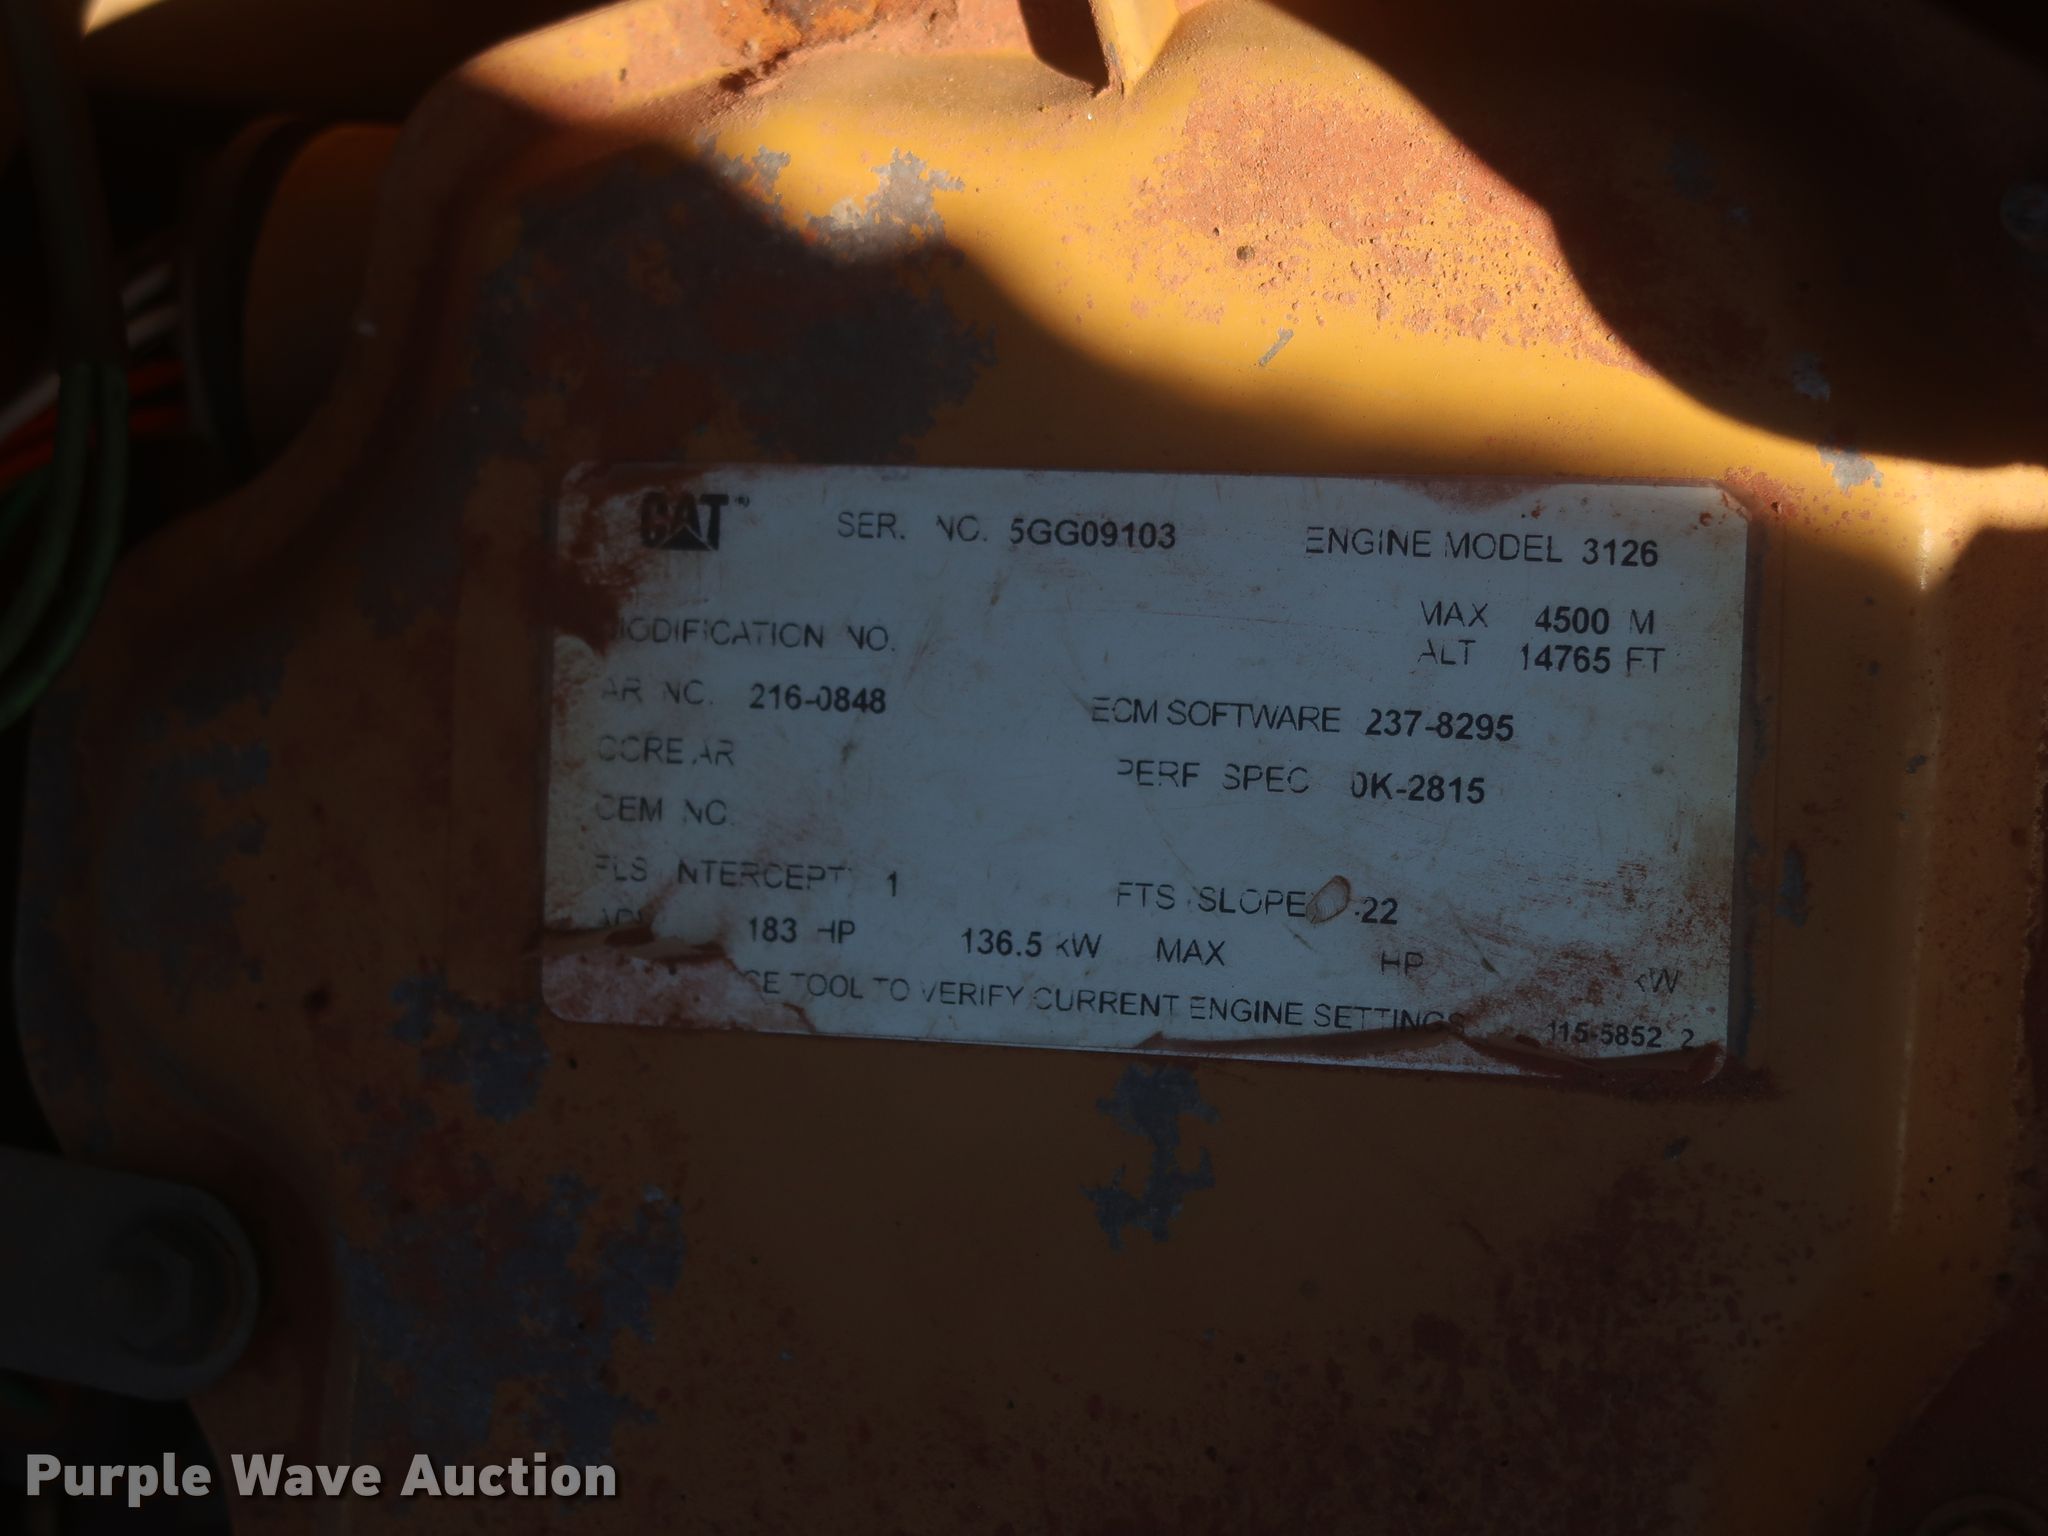 CAT SER. NO. 5GG09103 ENGINE MODEL 3126
MODIFICATION NO. MAX 4500 M
ALT 14765 FT
AR NO. 216-0848 ECM SOFTWARE 237-8295
CORE AR PERF SPEC 0K-2815
OEM NO.
FLS INTERCEPT 1 FTS SLOPE -22
183 HP 136.5 kW MAX HP kW
TOOL TO VERIFY CURRENT ENGINE SETTINGS 115-5852 2
Purple Wave Auction